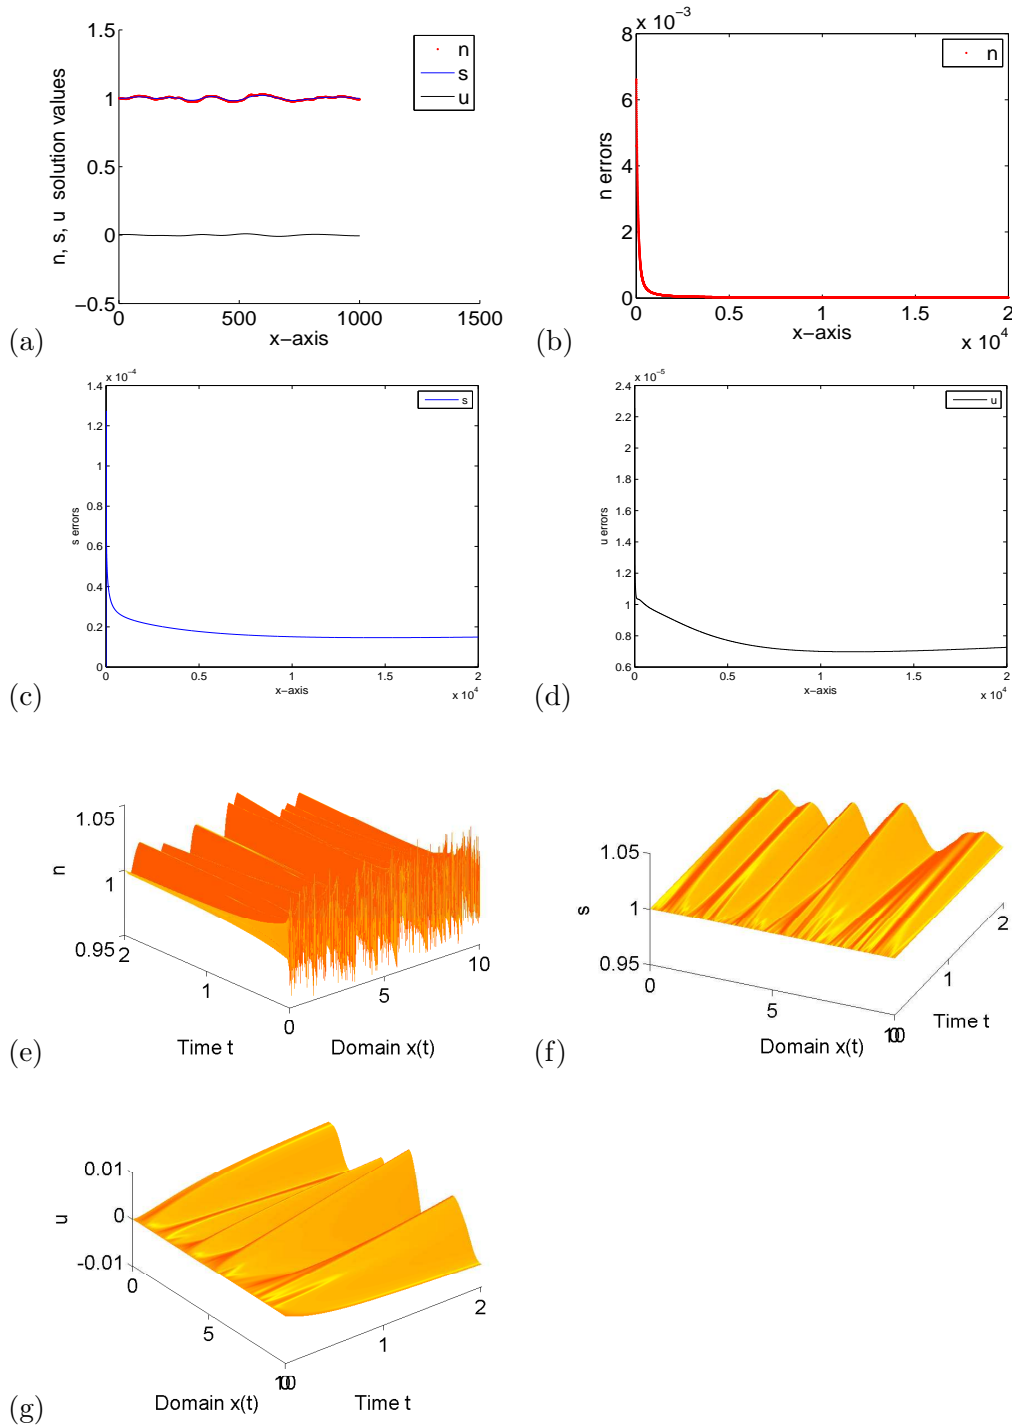 1.5
1
0.5
0
−0.5
n, s, u solution values
0
500
1000
1500
x−axis
n
s
u
(a)
x 10^−3
8
6
4
2
0
n errors
0
0.5
1
1.5
2
x−axis
x 10^4
n
(b)
x 10^−4
1.4
1.2
1
0.8
0.6
0.4
0.2
0
s errors
0
0.5
1
1.5
2
x−axis
x 10^4
s
(c)
x 10^−5
2.4
2.2
2
1.8
1.6
1.4
1.2
1
0.8
0.6
u errors
0
0.5
1
1.5
2
x−axis
x 10^4
u
(d)
1.05
1
0.95
n
2
1
0
5
10
Time t
Domain x(t)
(e)
1.05
1
0.95
s
0
5
10
0
1
2
Domain x(t)
Time t
(f)
0.01
0
-0.01
u
0
5
10
0
1
2
Domain x(t)
Time t
(g)